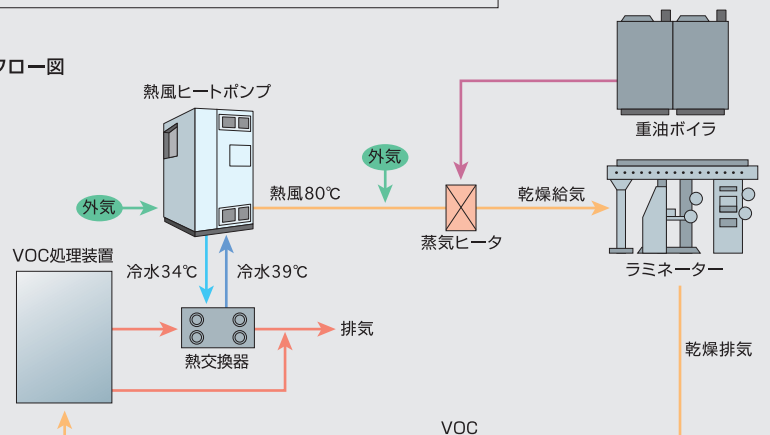 フロー図
熱風ヒートポンプ
重油ボイラ
外気
外気
熱風80℃
乾燥給気
蒸気ヒータ
ラミネーター
VOC処理装置
冷水34℃
冷水39℃
排気
熱交換器
乾燥排気
VOC